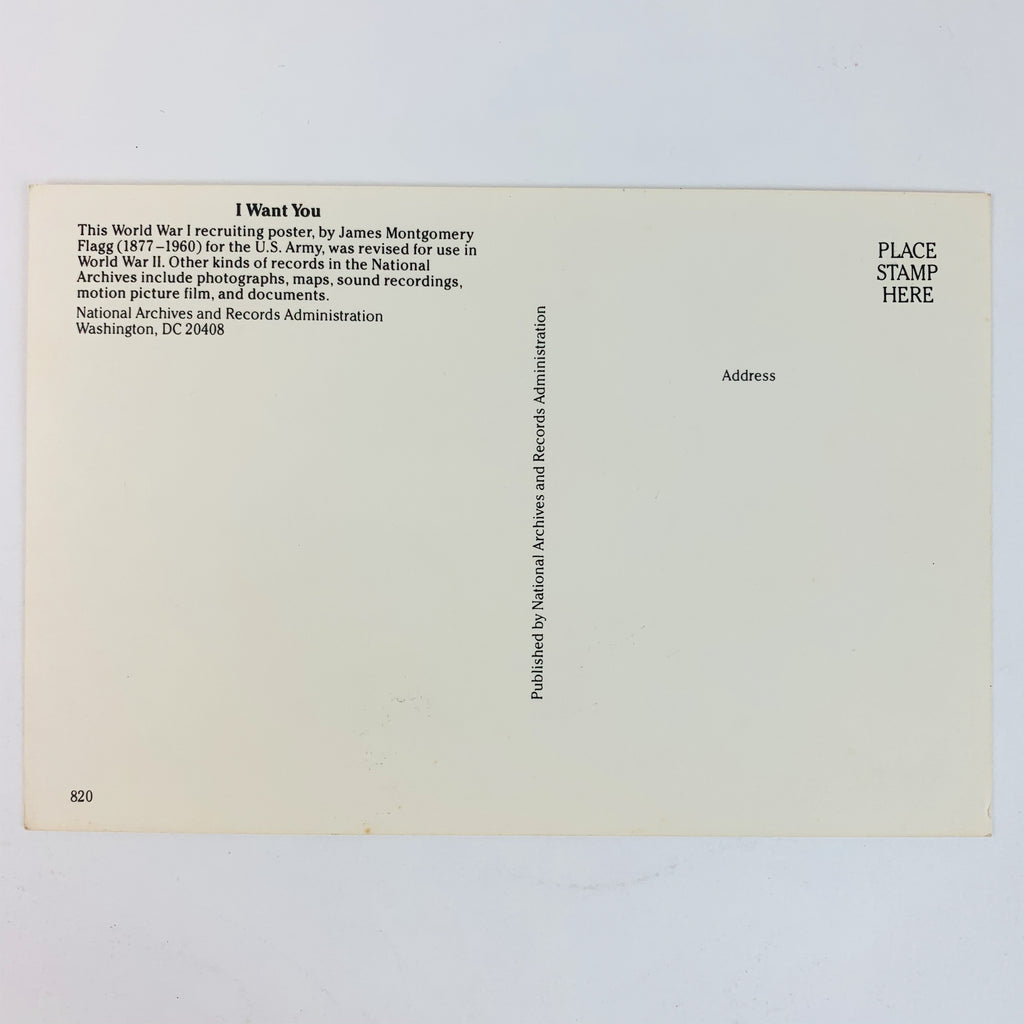 I Want You
This World War I recruiting poster, by James Montgomery
Flagg (1877–1960) for the U.S. Army, was revised for use in
World War II. Other kinds of records in the National
Archives include photographs, maps, sound recordings,
motion picture film, and documents.
National Archives and Records Administration
Washington, DC 20408
820
Published by National Archives and Records Administration
PLACE
STAMP
HERE
Address